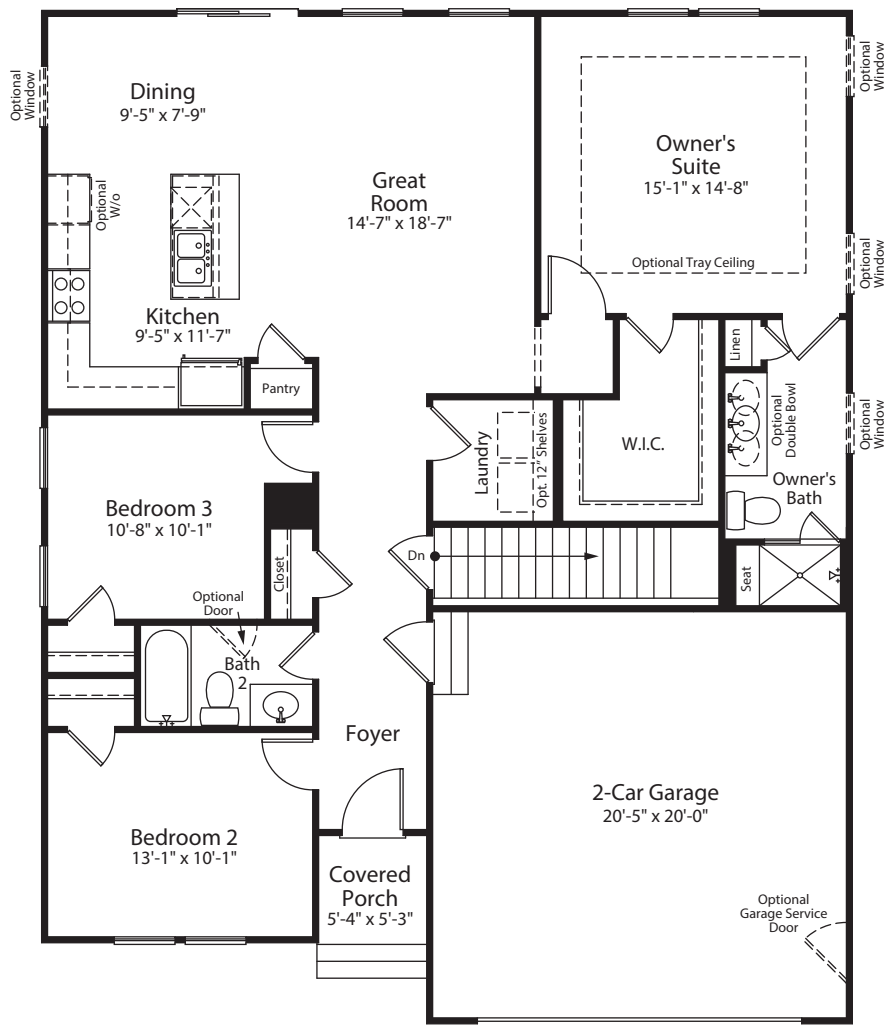 Optional
Window
Dining
9'-5" x 7'-9"
Great
Room
14'-7" x 18'-7"
Owner's
Suite
15'-1" x 14'-8"
Optional Tray Ceiling
Optional
Window
Optional
Window
Optional
W/o
Kitchen
9'-5" x 11'-7"
Pantry
Linen
Optional
Double Bowl
Optional
Window
Laundry
Opt. 12" Shelves
W.I.C.
Owner's
Bath
Seat
Bedroom 3
10'-8" x 10'-1"
Closet
Dn
Optional
Door
Bath
2
Foyer
Bedroom 2
13'-1" x 10'-1"
Covered
Porch
5'-4" x 5'-3"
2-Car Garage
20'-5" x 20'-0"
Optional
Garage Service
Door